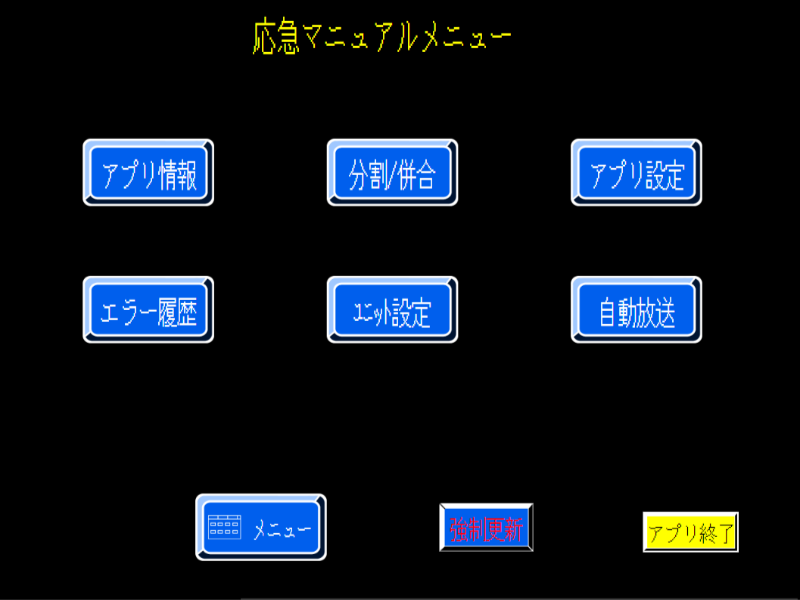 応急マニュアルメニュー
アプリ情報
分割/併合
アプリ設定
エラー履歴
ﾕﾆｯﾄ設定
自動放送
メニュー
強制更新
アプリ終了